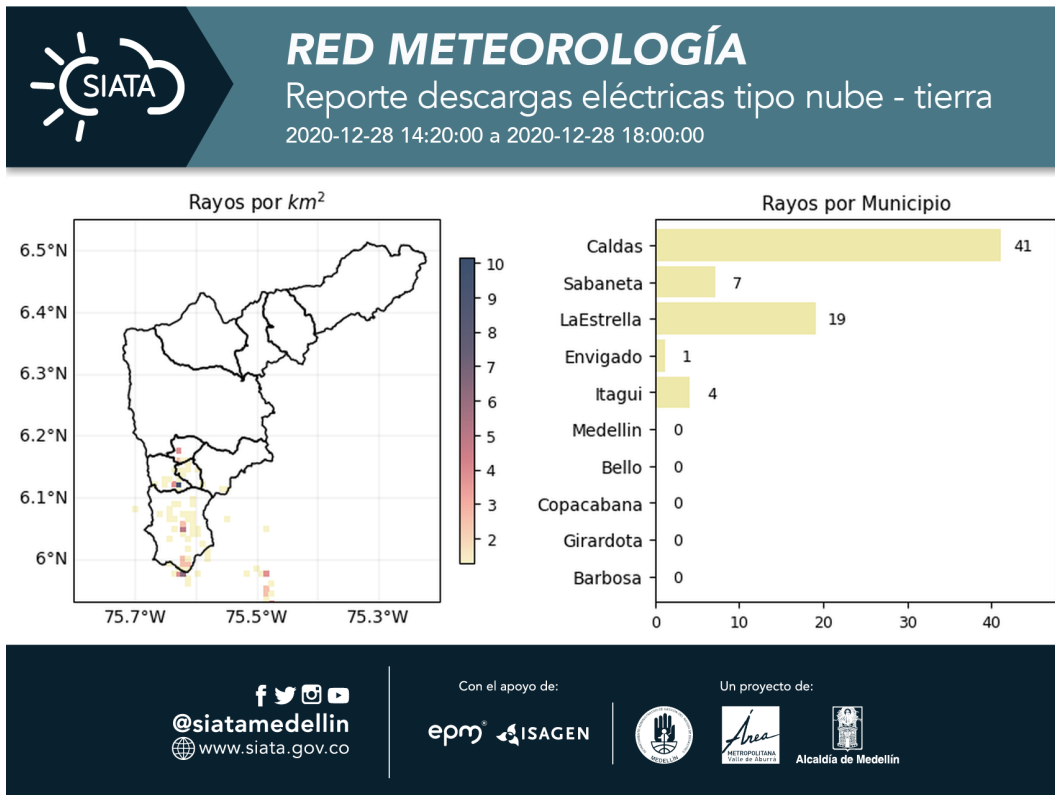 SIATA
RED METEOROLOGÍA
Reporte descargas eléctricas tipo nube - tierra
2020-12-28 14:20:00 a 2020-12-28 18:00:00
Rayos por km²
6.5°N
6.4°N
6.3°N
6.2°N
6.1°N
6°N
75.7°W
75.5°W
75.3°W
10
9
8
7
6
5
4
3
2
Rayos por Municipio
Caldas 41
Sabaneta 7
LaEstrella 19
Envigado 1
Itagui 4
Medellin 0
Bello 0
Copacabana 0
Girardota 0
Barbosa 0
0 10 20 30 40
@siatamedellin
www.siata.gov.co
Con el apoyo de:
epm® ISAGEN
Un proyecto de:
MEDELLIN
Área
METROPOLITANA
Valle de Aburrá
Alcaldía de Medellín